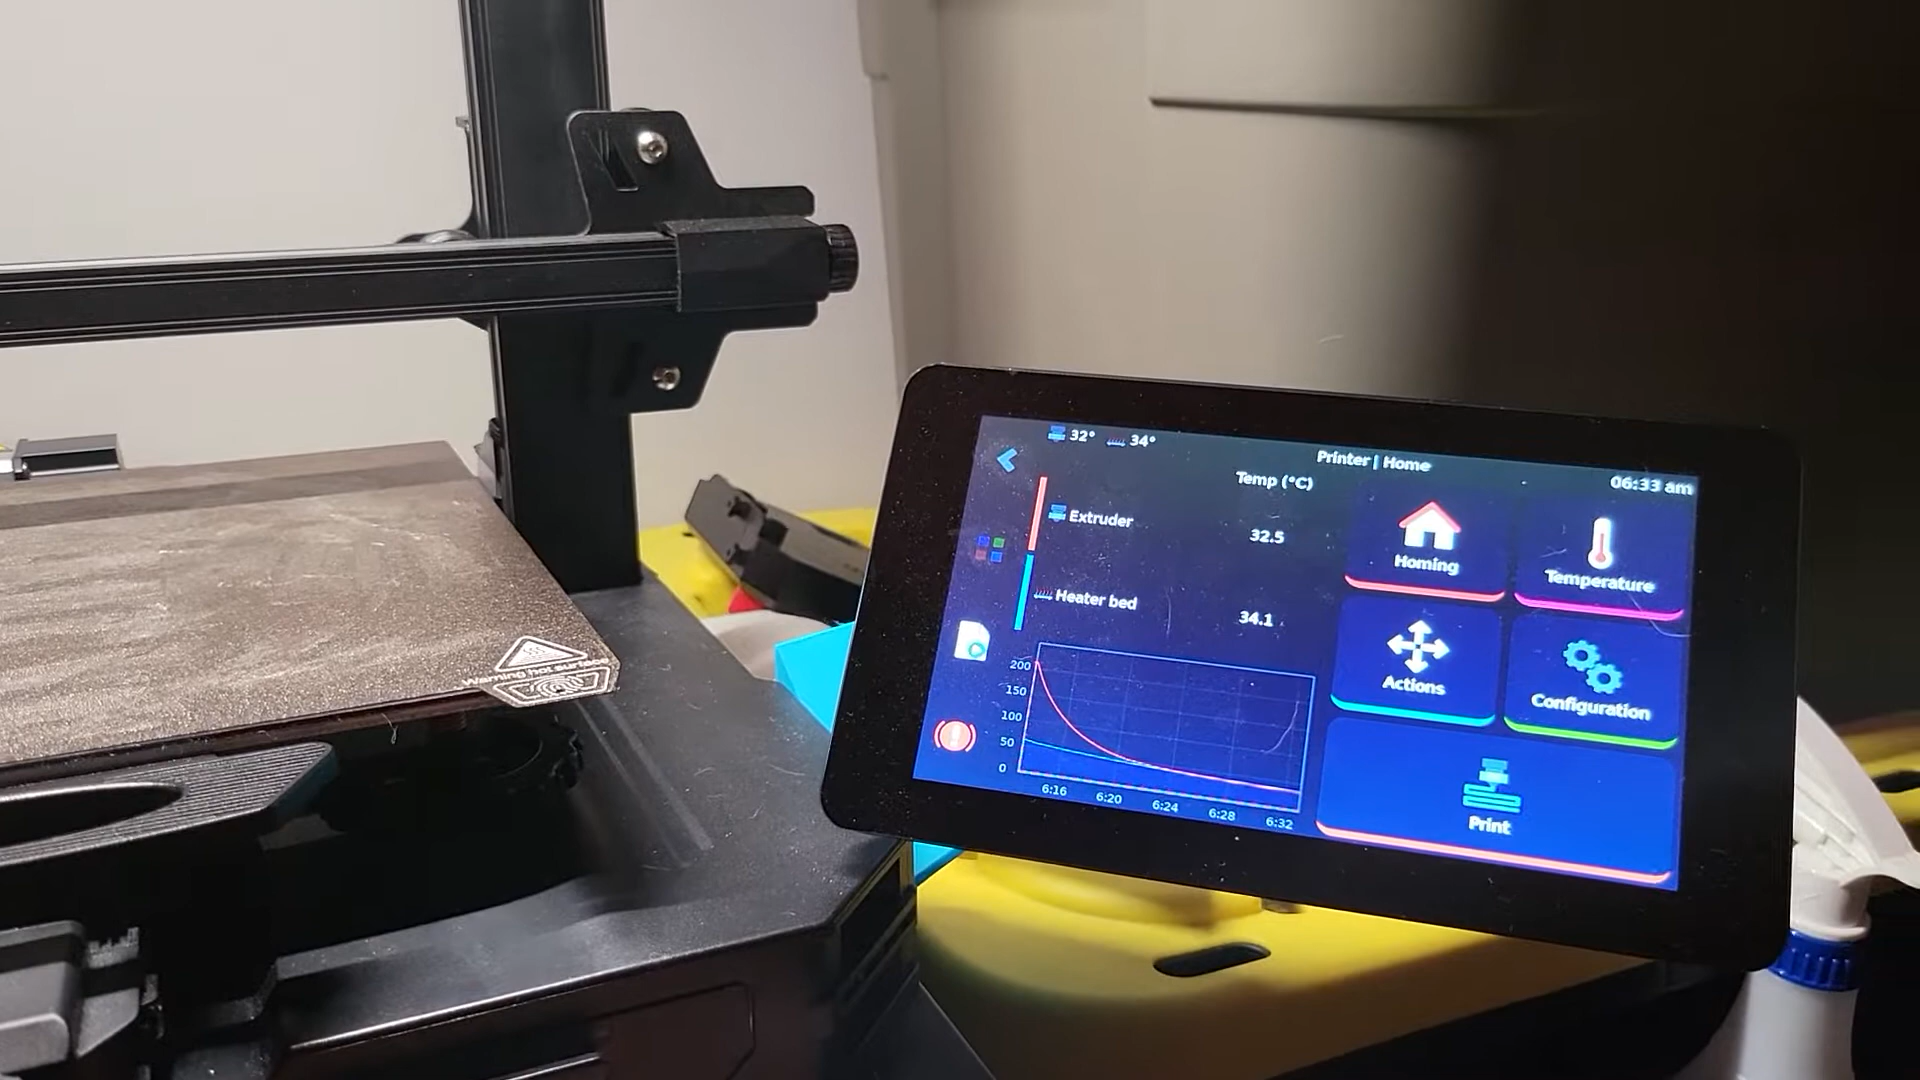 32° 34°
Printer | Home
06:33 am
Temp (°C)
Extruder 32.5
Heater bed 34.1
200
150
100
50
0
6:16 6:20 6:24 6:28 6:32
Homing
Temperature
Actions
Configuration
Print
Warning hot surface